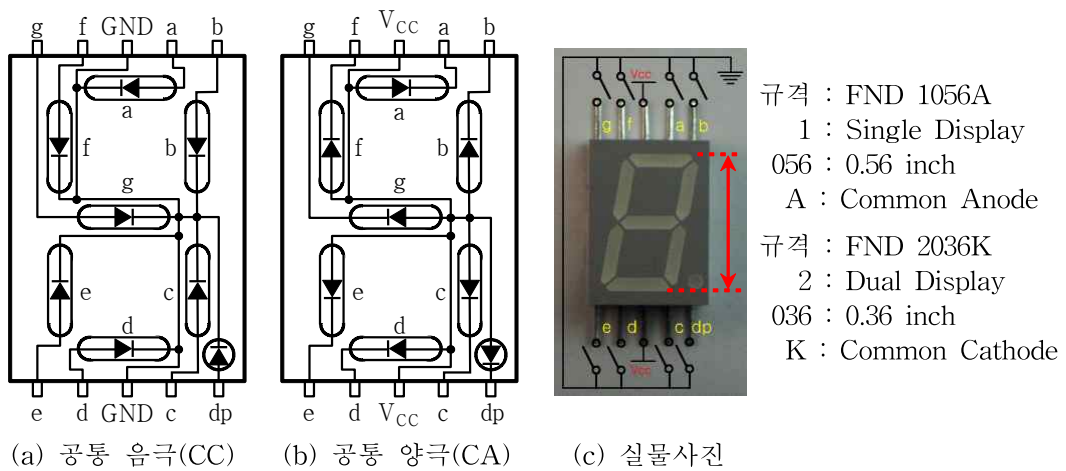 g f GND a b
a
f
b
g
e
c
d
e d GND c dp
(a) 공통 음극(CC)
g f VCC a b
a
f
b
g
e
c
d
e d VCC c dp
(b) 공통 양극(CA)
Vcc
g f a b
e d c dp
Vcc
(c) 실물사진
규격 : FND 1056A
1 : Single Display
056 : 0.56 inch
A : Common Anode
규격 : FND 2036K
2 : Dual Display
036 : 0.36 inch
K : Common Cathode